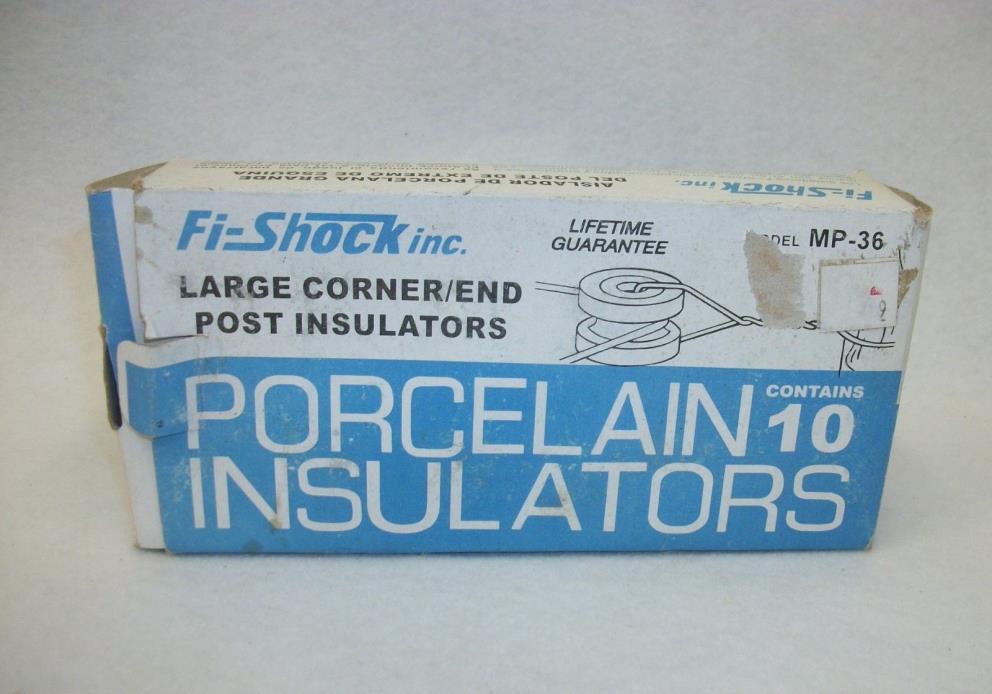 AISLADOR DE PORCELANA GRANDE
DEL POSTE DE EXTREMO DE ESQUINA
Fi-Shock inc.
Fi-Shock inc.
LIFETIME
GUARANTEE
MP-36
LARGE CORNER/END
POST INSULATORS
PORCELAIN
INSULATORS
CONTAINS
10